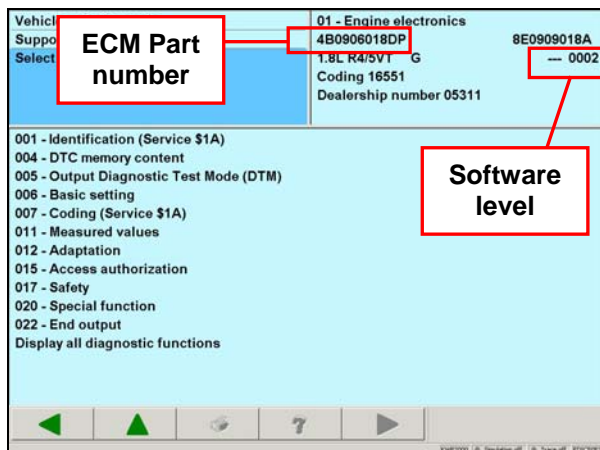 Vehicl
Suppo
Select
ECM Part
number
01 - Engine electronics
4B0906018DP 8E0909018A
1.8L R4/5VT G --- 0002
Coding 16551
Dealership number 05311
001 - Identification (Service $1A)
004 - DTC memory content
005 - Output Diagnostic Test Mode (DTM)
006 - Basic setting
007 - Coding (Service $1A)
011 - Measured values
012 - Adaptation
015 - Access authorization
017 - Safety
020 - Special function
022 - End output
Display all diagnostic functions
Software
level
?